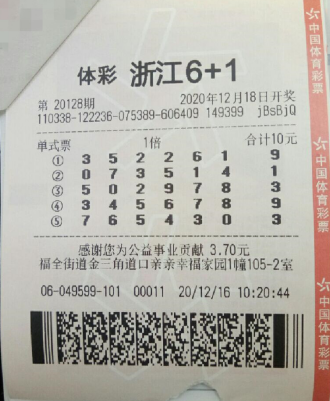 体彩 浙江6+1
第 20128期 2020年12月18日开奖
110338-122236-075389-606409 149399 jBsBjQ
单式票 1倍 合计10元
① 3 5 2 2 6 1 9
② 0 7 3 5 1 4 1
③ 5 0 2 9 7 8 3
④ 3 4 5 6 7 8 9
⑤ 7 6 5 4 3 0 3
感谢您为公益事业贡献 3.70元
福全街道金三角道口亲亲幸福家园1幢105-2室
06-049599-101 00011 20/12/16 10:20:44
中国体育彩票
中国体育彩票
中国体育彩票